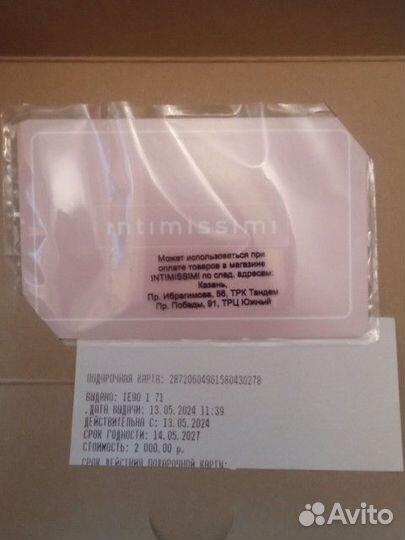 intimissimi
Может использоваться при
оплате товаров в магазине
INTIMISSIMI по след. адресам:
Казань,
Пр. Ибрагимова, 56, ТРК Тандем
Пр. Победы, 91, ТРЦ Южный
ПОДАРОЧНАЯ КАРТА: 28720604961580430278
ВЫДАНО: IE90 1 71
.ДАТА ВЫДАЧИ: 13.05.2024 11:39
ДЕЙСТВИТЕЛЬНА С: 13.05.2024
СРОК ГОДНОСТИ: 14.05.2027
СТОИМОСТЬ: 2 000.00 р.
СРОК ДЕЙСТВИЯ ПОДАРОЧНОЙ КАРТЫ:
Avito